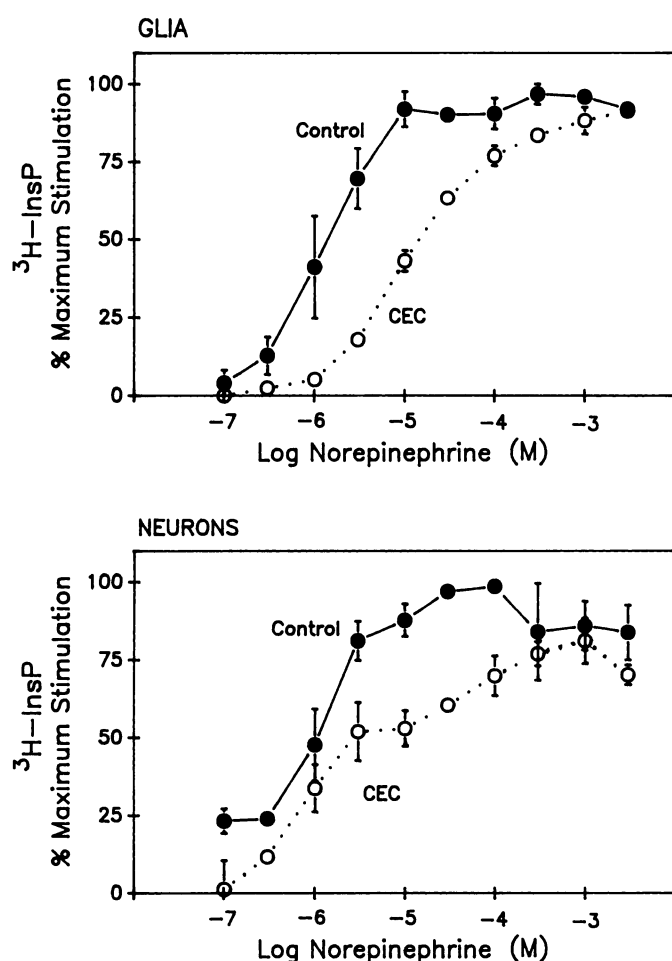 GLIA
³H-InsP
% Maximum Stimulation
100
75
50
25
0
Control
CEC
-7 -6 -5 -4 -3
Log Norepinephrine (M)
NEURONS
³H-InsP
% Maximum Stimulation
100
75
50
25
0
Control
CEC
-7 -6 -5 -4 -3
Log Norepinephrine (M)